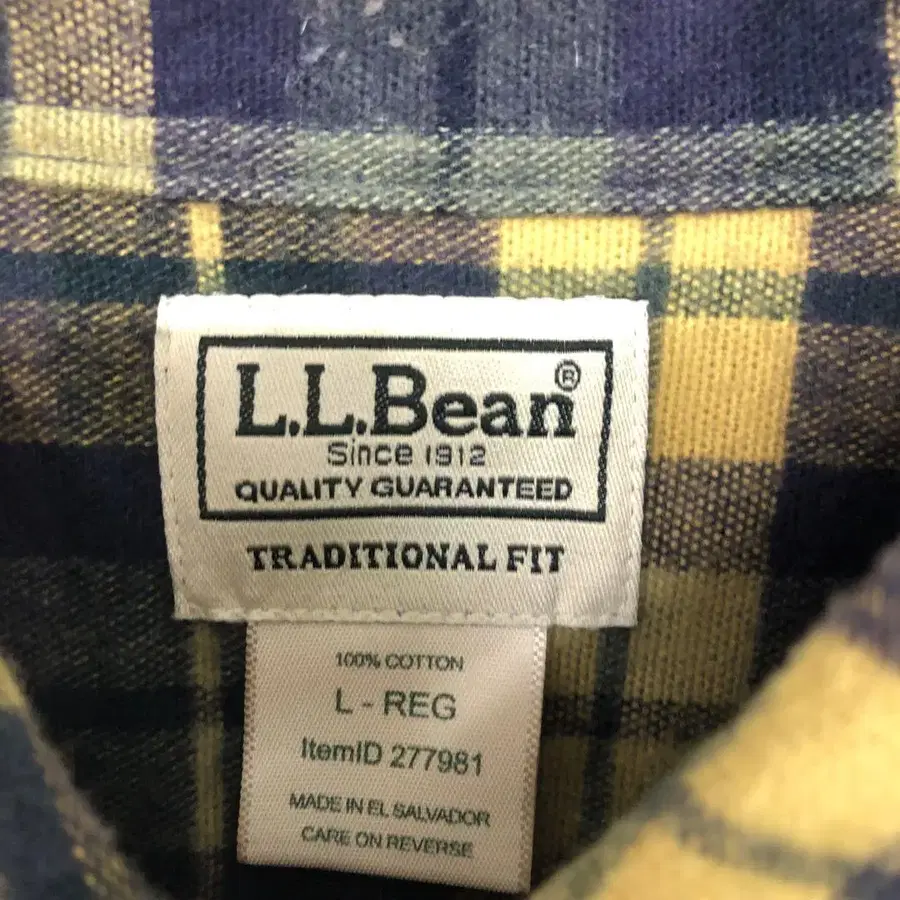 L.L.Bean®
Since 1912
QUALITY GUARANTEED
TRADITIONAL FIT
100% COTTON
L - REG
ItemID 277981
MADE IN EL SALVADOR
CARE ON REVERSE